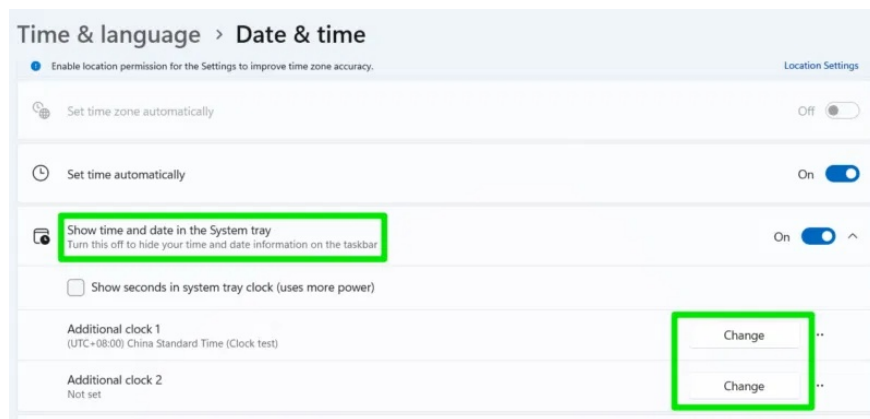 Time & language > Date & time
Enable location permission for the Settings to improve time zone accuracy. Location Settings
Set time zone automatically Off
Set time automatically On
Show time and date in the System tray
Turn this off to hide your time and date information on the taskbar
On
Show seconds in system tray clock (uses more power)
Additional clock 1
(UTC+08:00) China Standard Time (Clock test)
Change
Additional clock 2
Not set
Change